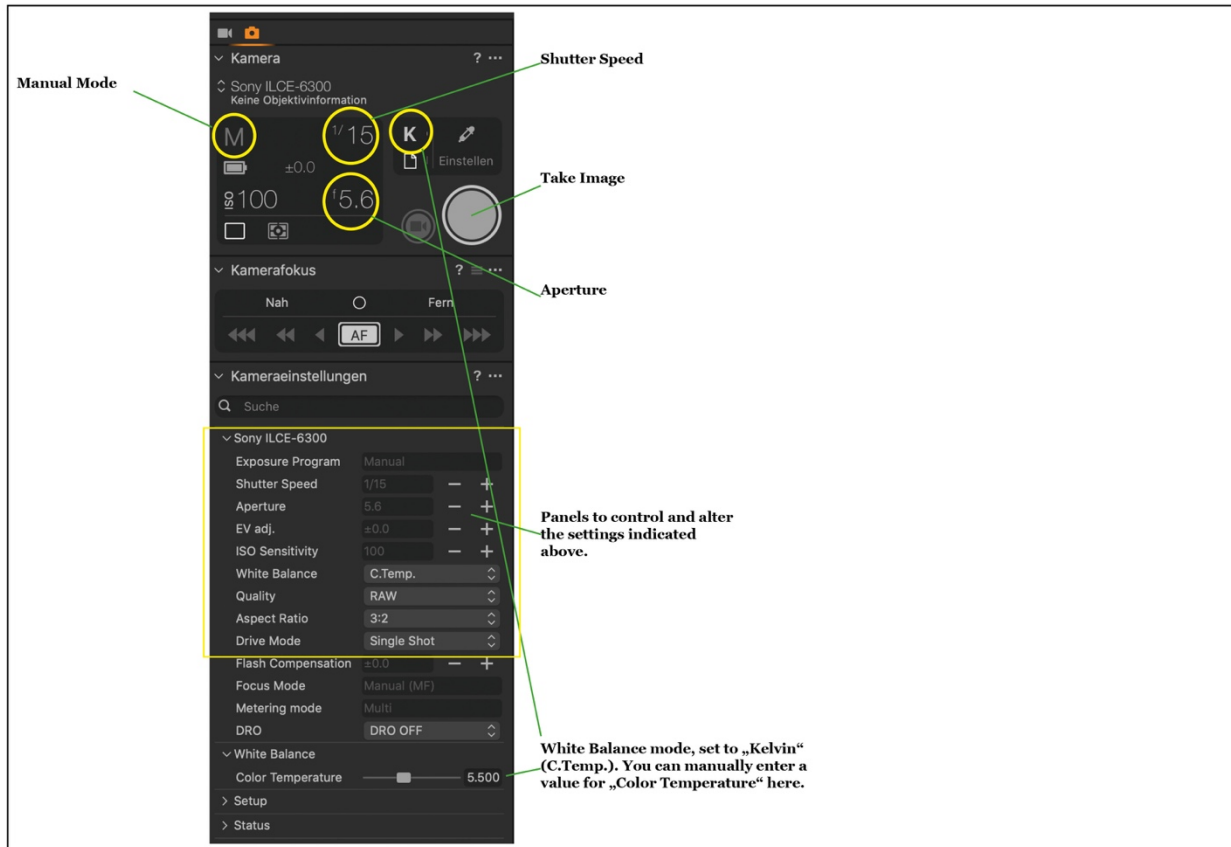 Manual Mode
Kamera ? ...
Sony ILCE-6300
Keine Objektivinformation
M 1/15 K
±0.0 Einstellen
ISO 100 f5.6
Shutter Speed
Take Image
Aperture
Kamerafokus ? ...
Nah Fern
AF
Kameraeinstellungen ? ...
Suche
Sony ILCE-6300
Exposure Program Manual
Shutter Speed 1/15 − +
Aperture 5.6 − +
EV adj. ±0.0 − +
ISO Sensitivity 100 − +
White Balance C.Temp.
Quality RAW
Aspect Ratio 3:2
Drive Mode Single Shot
Flash Compensation ±0.0 − +
Focus Mode Manual (MF)
Metering mode Multi
DRO DRO OFF
White Balance
Color Temperature 5.500
Setup
Status
Panels to control and alter
the settings indicated
above.
White Balance mode, set to „Kelvin“
(C.Temp.). You can manually enter a
value for „Color Temperature“ here.